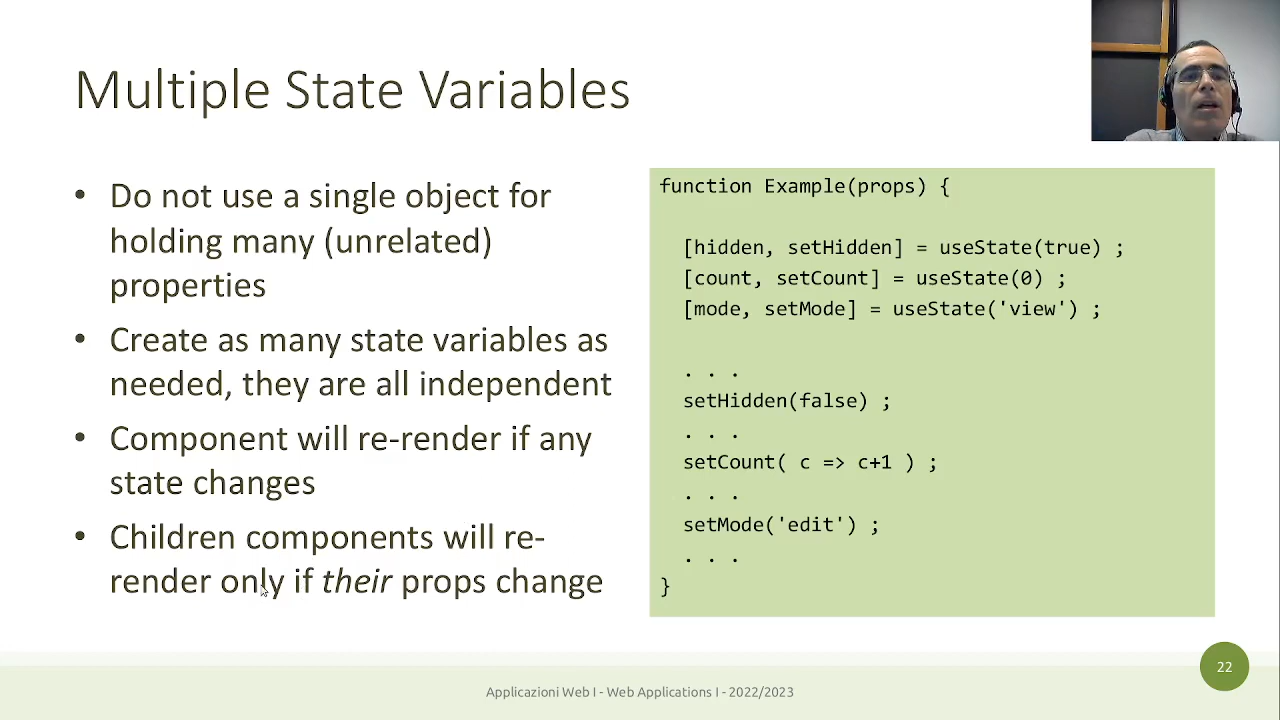 Multiple State Variables
• Do not use a single object for
holding many (unrelated)
properties
• Create as many state variables as
needed, they are all independent
• Component will re-render if any
state changes
• Children components will re-
render only if their props change
function Example(props) {
[hidden, setHidden] = useState(true) ;
[count, setCount] = useState(0) ;
[mode, setMode] = useState('view') ;
. . .
setHidden(false) ;
. . .
setCount( c => c+1 ) ;
. . .
setMode('edit') ;
. . .
}
22
Applicazioni Web I - Web Applications I - 2022/2023